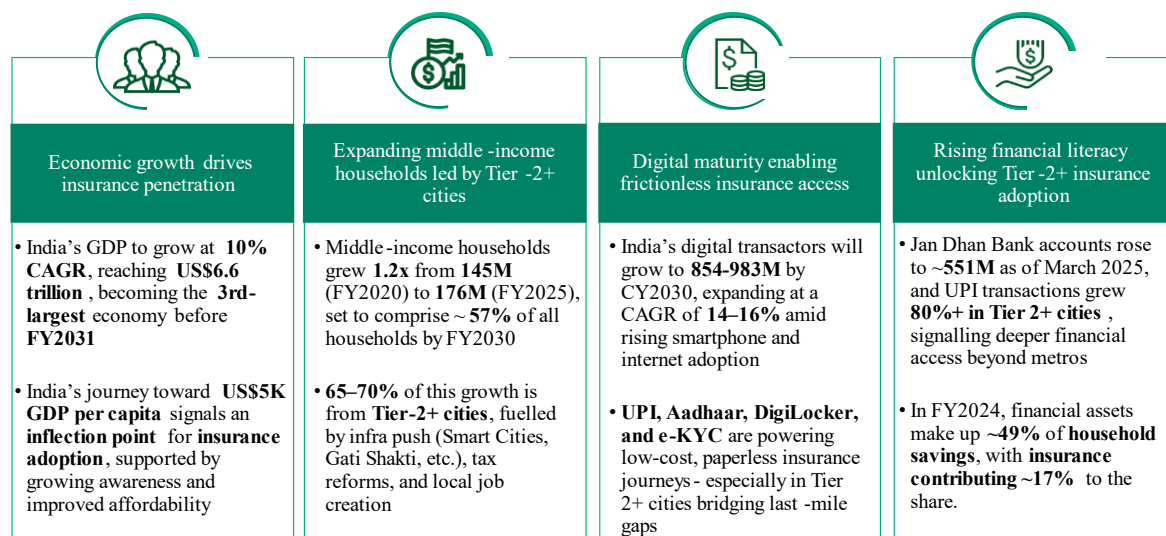 Economic growth drives
insurance penetration
• India's GDP to grow at 10%
CAGR, reaching US$6.6
trillion , becoming the 3rd-
largest economy before
FY2031
• India's journey toward US$5K
GDP per capita signals an
inflection point for insurance
adoption, supported by
growing awareness and
improved affordability
Expanding middle -income
households led by Tier -2+
cities
• Middle -income households
grew 1.2x from 145M
(FY2020) to 176M (FY2025),
set to comprise ~ 57% of all
households by FY2030
• 65–70% of this growth is
from Tier-2+ cities, fuelled
by infra push (Smart Cities,
Gati Shakti, etc.), tax
reforms, and local job
creation
Digital maturity enabling
frictionless insurance access
• India's digital transactors will
grow to 854-983M by
CY2030, expanding at a
CAGR of 14–16% amid
rising smartphone and
internet adoption
• UPI, Aadhaar, DigiLocker,
and e-KYC are powering
low-cost, paperless insurance
journeys - especially in Tier
2+ cities bridging last -mile
gaps
Rising financial literacy
unlocking Tier -2+ insurance
adoption
• Jan Dhan Bank accounts rose
to ~551M as of March 2025,
and UPI transactions grew
80%+ in Tier 2+ cities ,
signalling deeper financial
access beyond metros
• In FY2024, financial assets
make up ~49% of household
savings, with insurance
contributing ~17% to the
share.